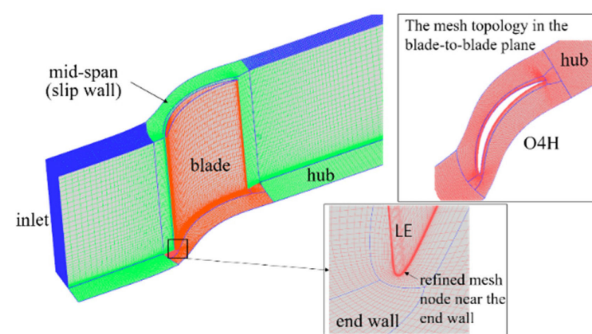 mid-span
(slip wall)
blade
hub
inlet
The mesh topology in the
blade-to-blade plane
hub
O4H
LE
refined mesh
node near the
end wall
end wall